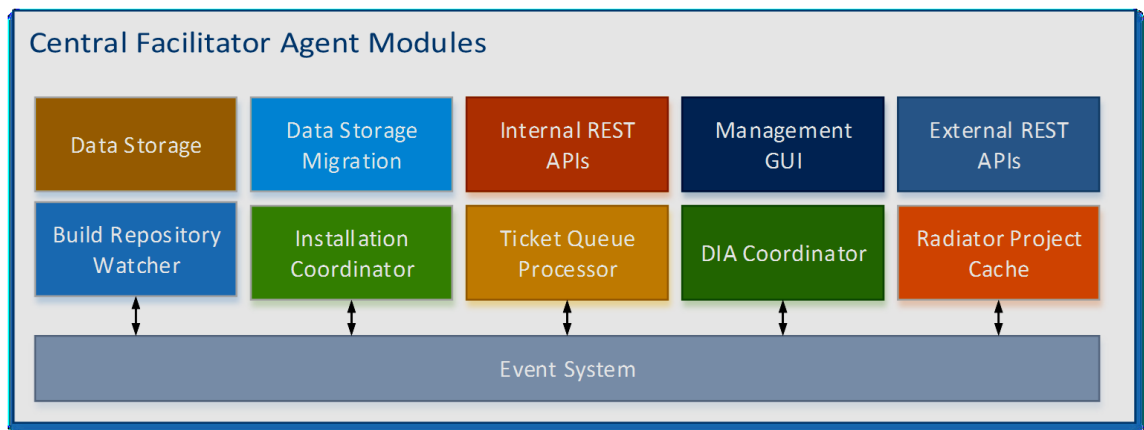 Central Facilitator Agent Modules
Data Storage
Data Storage
Migration
Internal REST
APIs
Management
GUI
External REST
APIs
Build Repository
Watcher
Installation
Coordinator
Ticket Queue
Processor
DIA Coordinator
Radiator Project
Cache
Event System